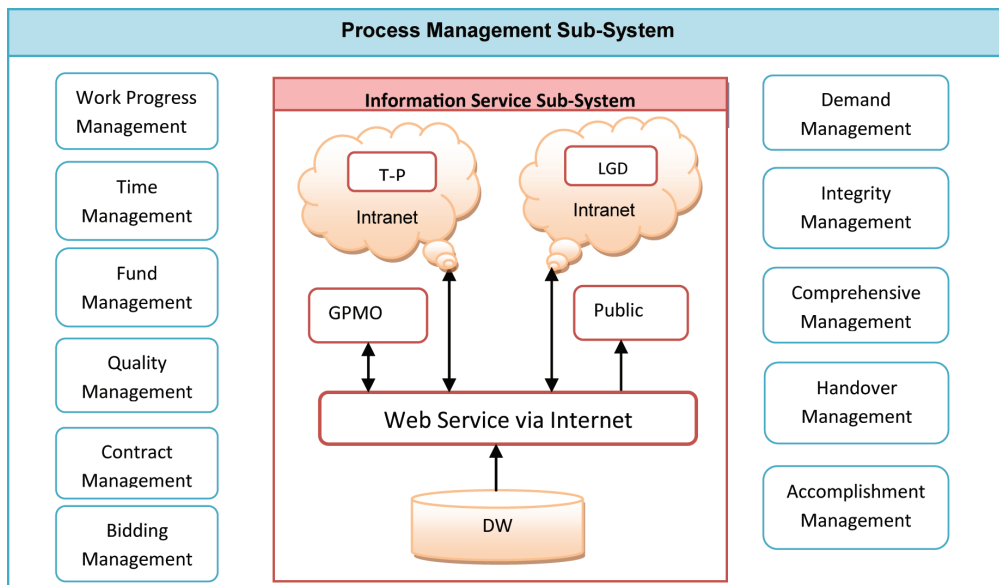 Process Management Sub-System
Work Progress
Management
Time
Management
Fund
Management
Quality
Management
Contract
Management
Bidding
Management
Information Service Sub-System
T-P
Intranet
LGD
Intranet
GPMO
Public
Web Service via Internet
DW
Demand
Management
Integrity
Management
Comprehensive
Management
Handover
Management
Accomplishment
Management